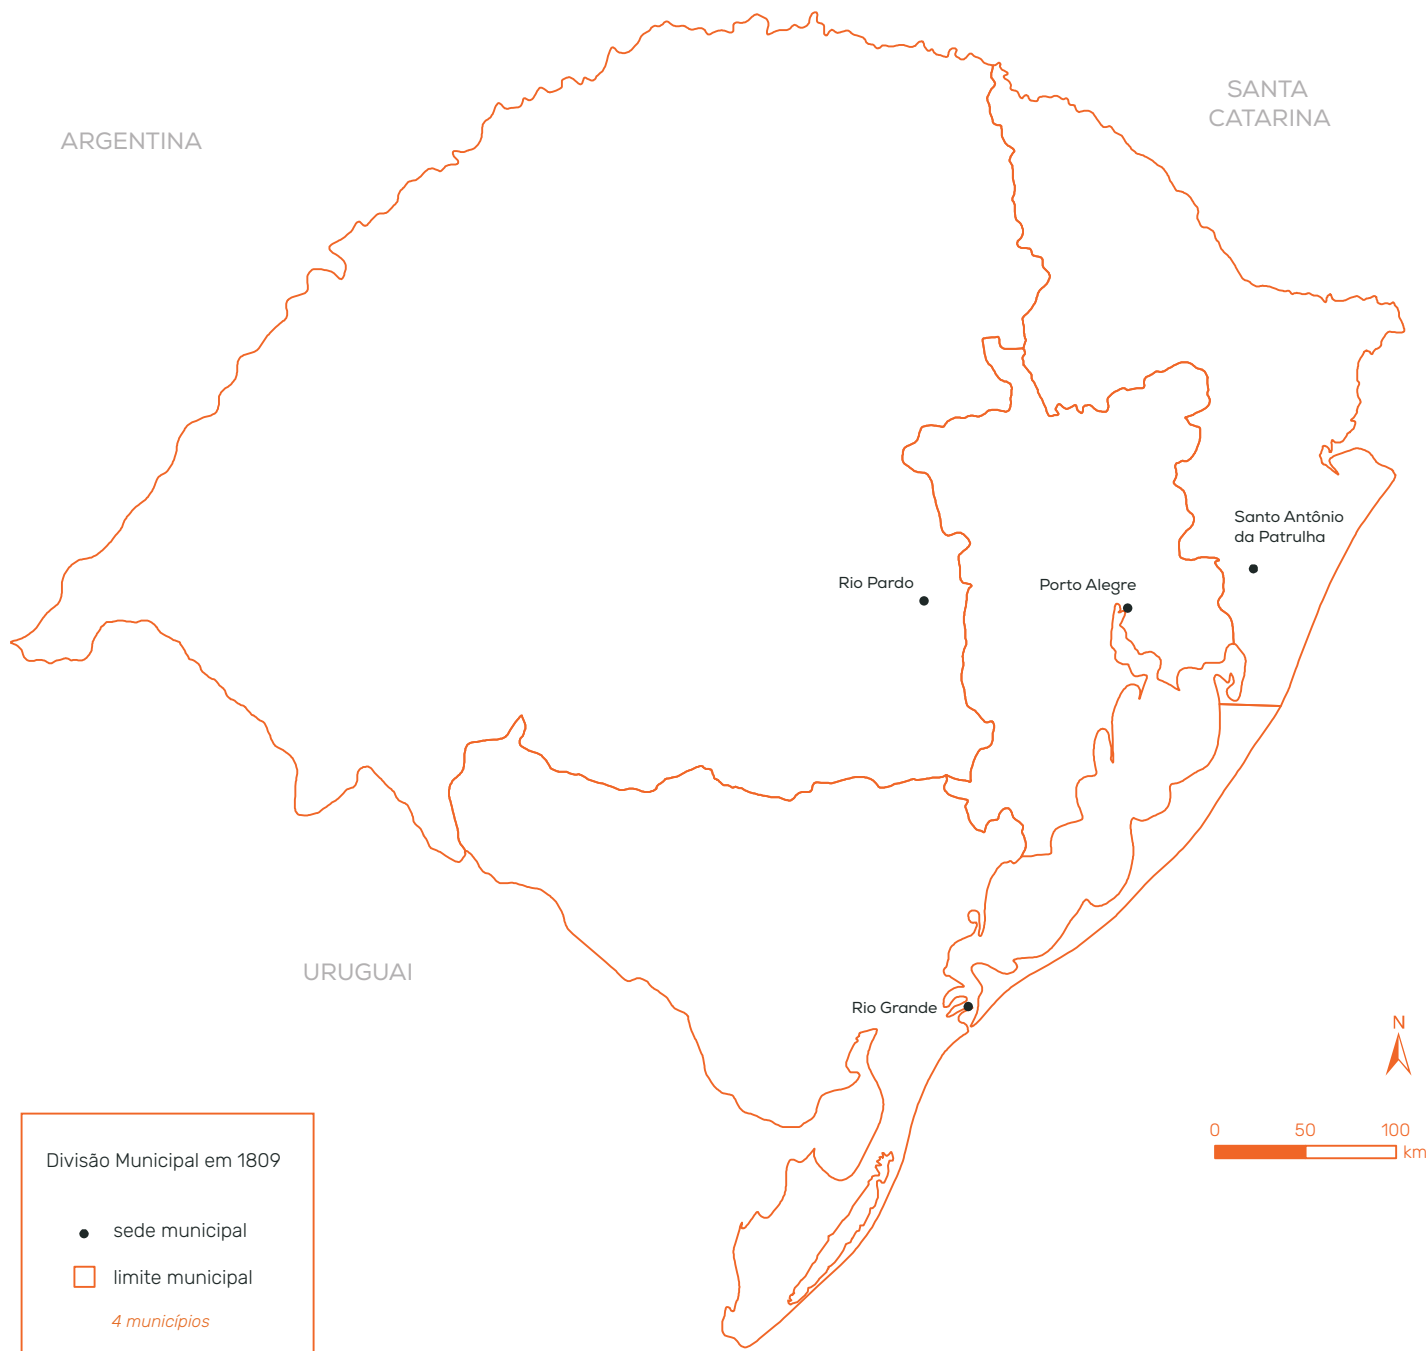 SANTA
CATARINA
ARGENTINA
Santo Antônio
da Patrulha
Rio Pardo
Porto Alegre
URUGUAI
Rio Grande
N
0 50 100
km
Divisão Municipal em 1809
sede municipal
limite municipal
4 municípios